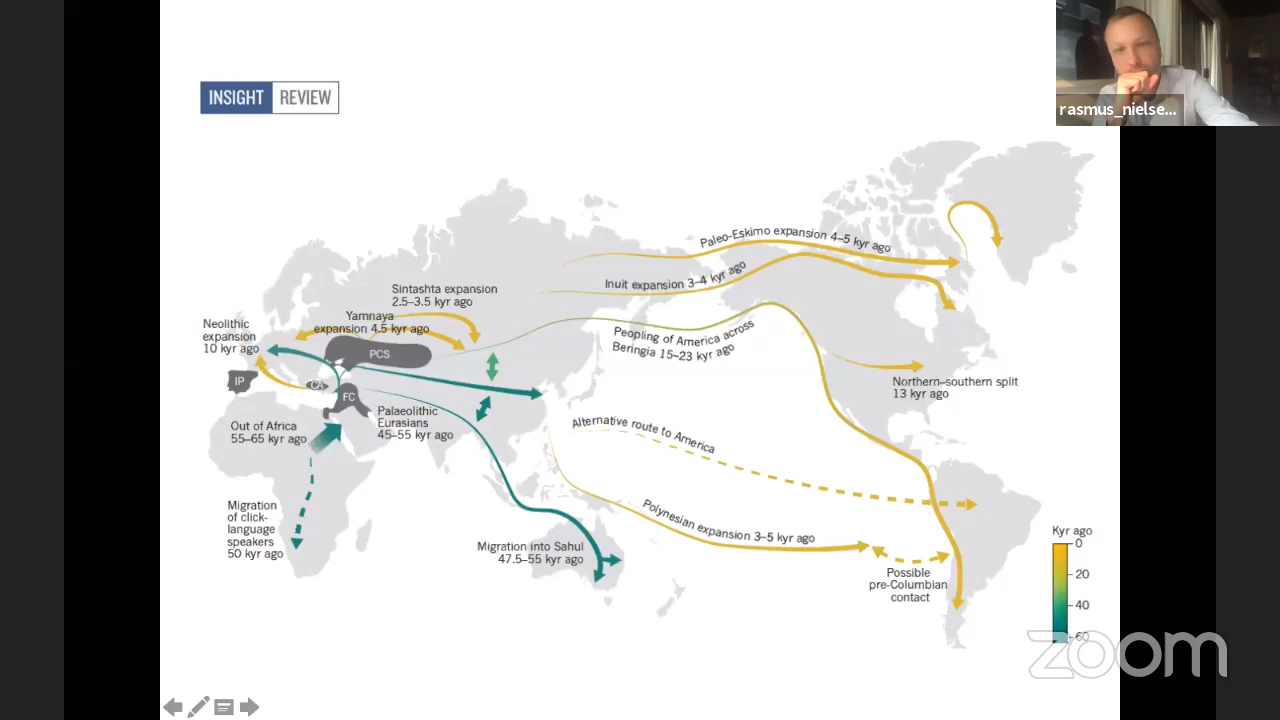 rasmus_nielse...
INSIGHT REVIEW
Paleo-Eskimo expansion 4–5 kyr ago
Inuit expansion 3–4 kyr ago
Sintashta expansion
2.5–3.5 kyr ago
Yamnaya
expansion 4.5 kyr ago
Neolithic
expansion
10 kyr ago
PCS
Peopling of America across
Beringia 15–23 kyr ago
IP
CA
FC
Northern–southern split
13 kyr ago
Palaeolithic
Eurasians
45–55 kyr ago
Out of Africa
55–65 kyr ago
Alternative route to America
Migration
of click-
language
speakers
50 kyr ago
Polynesian expansion 3–5 kyr ago
Migration into Sahul
47.5–55 kyr ago
Possible
pre-Columbian
contact
Kyr ago
0
20
40
60
zoom